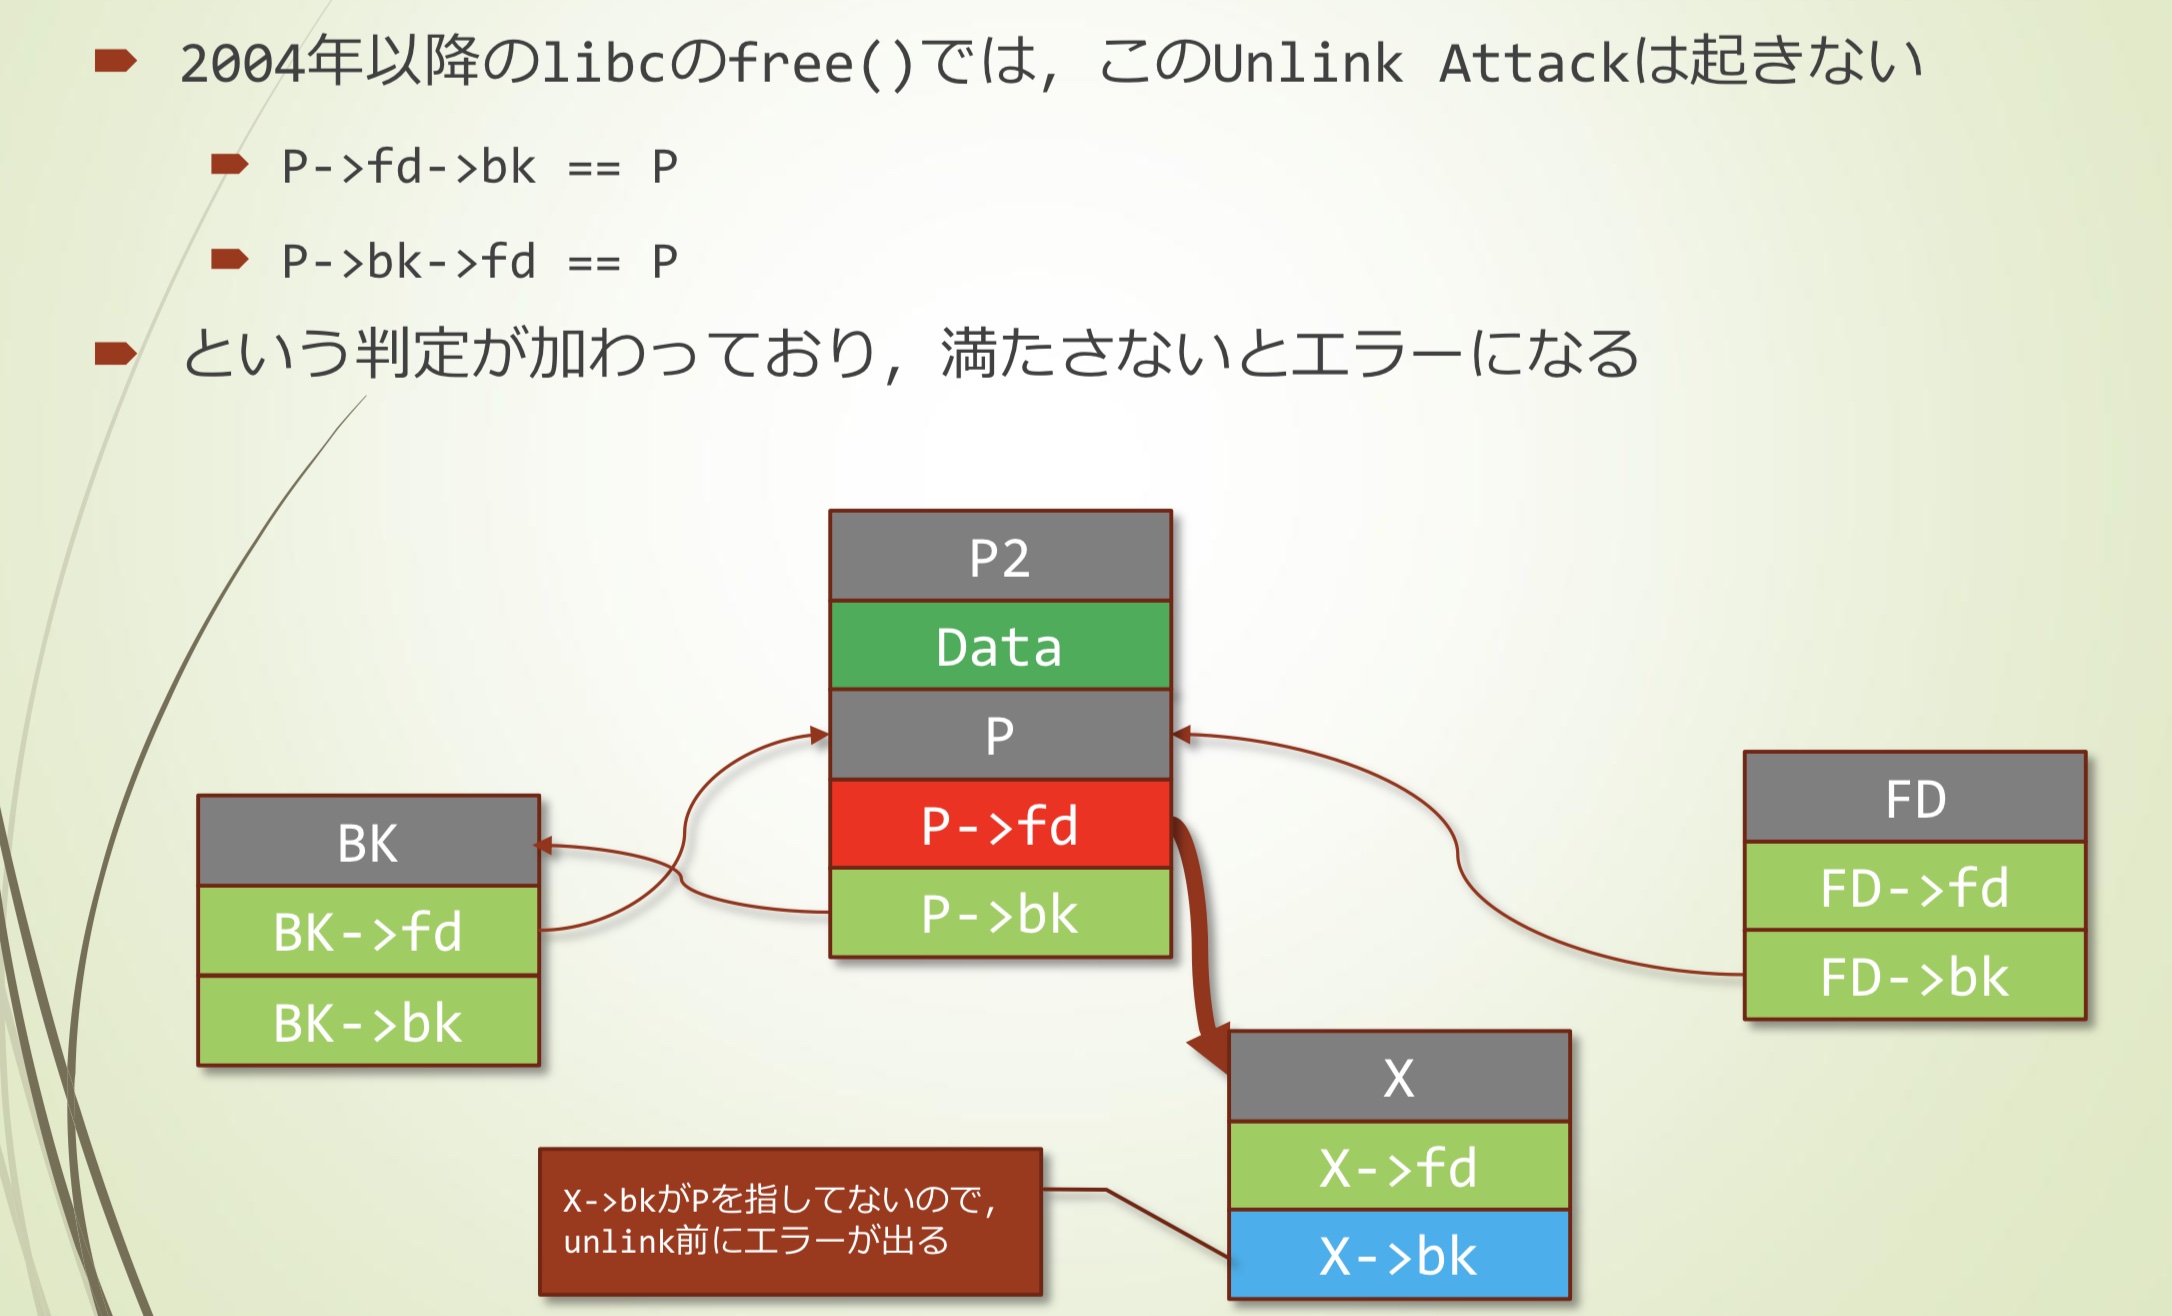 2004年以降のlibcのfree()では, このUnlink Attackは起きない
P->fd->bk == P
P->bk->fd == P
という判定が加わっており, 満たさないとエラーになる
P2
Data
P
P->fd
P->bk
BK
BK->fd
BK->bk
FD
FD->fd
FD->bk
X
X->fd
X->bk
X->bkがPを指してないので,
unlink前にエラーが出る